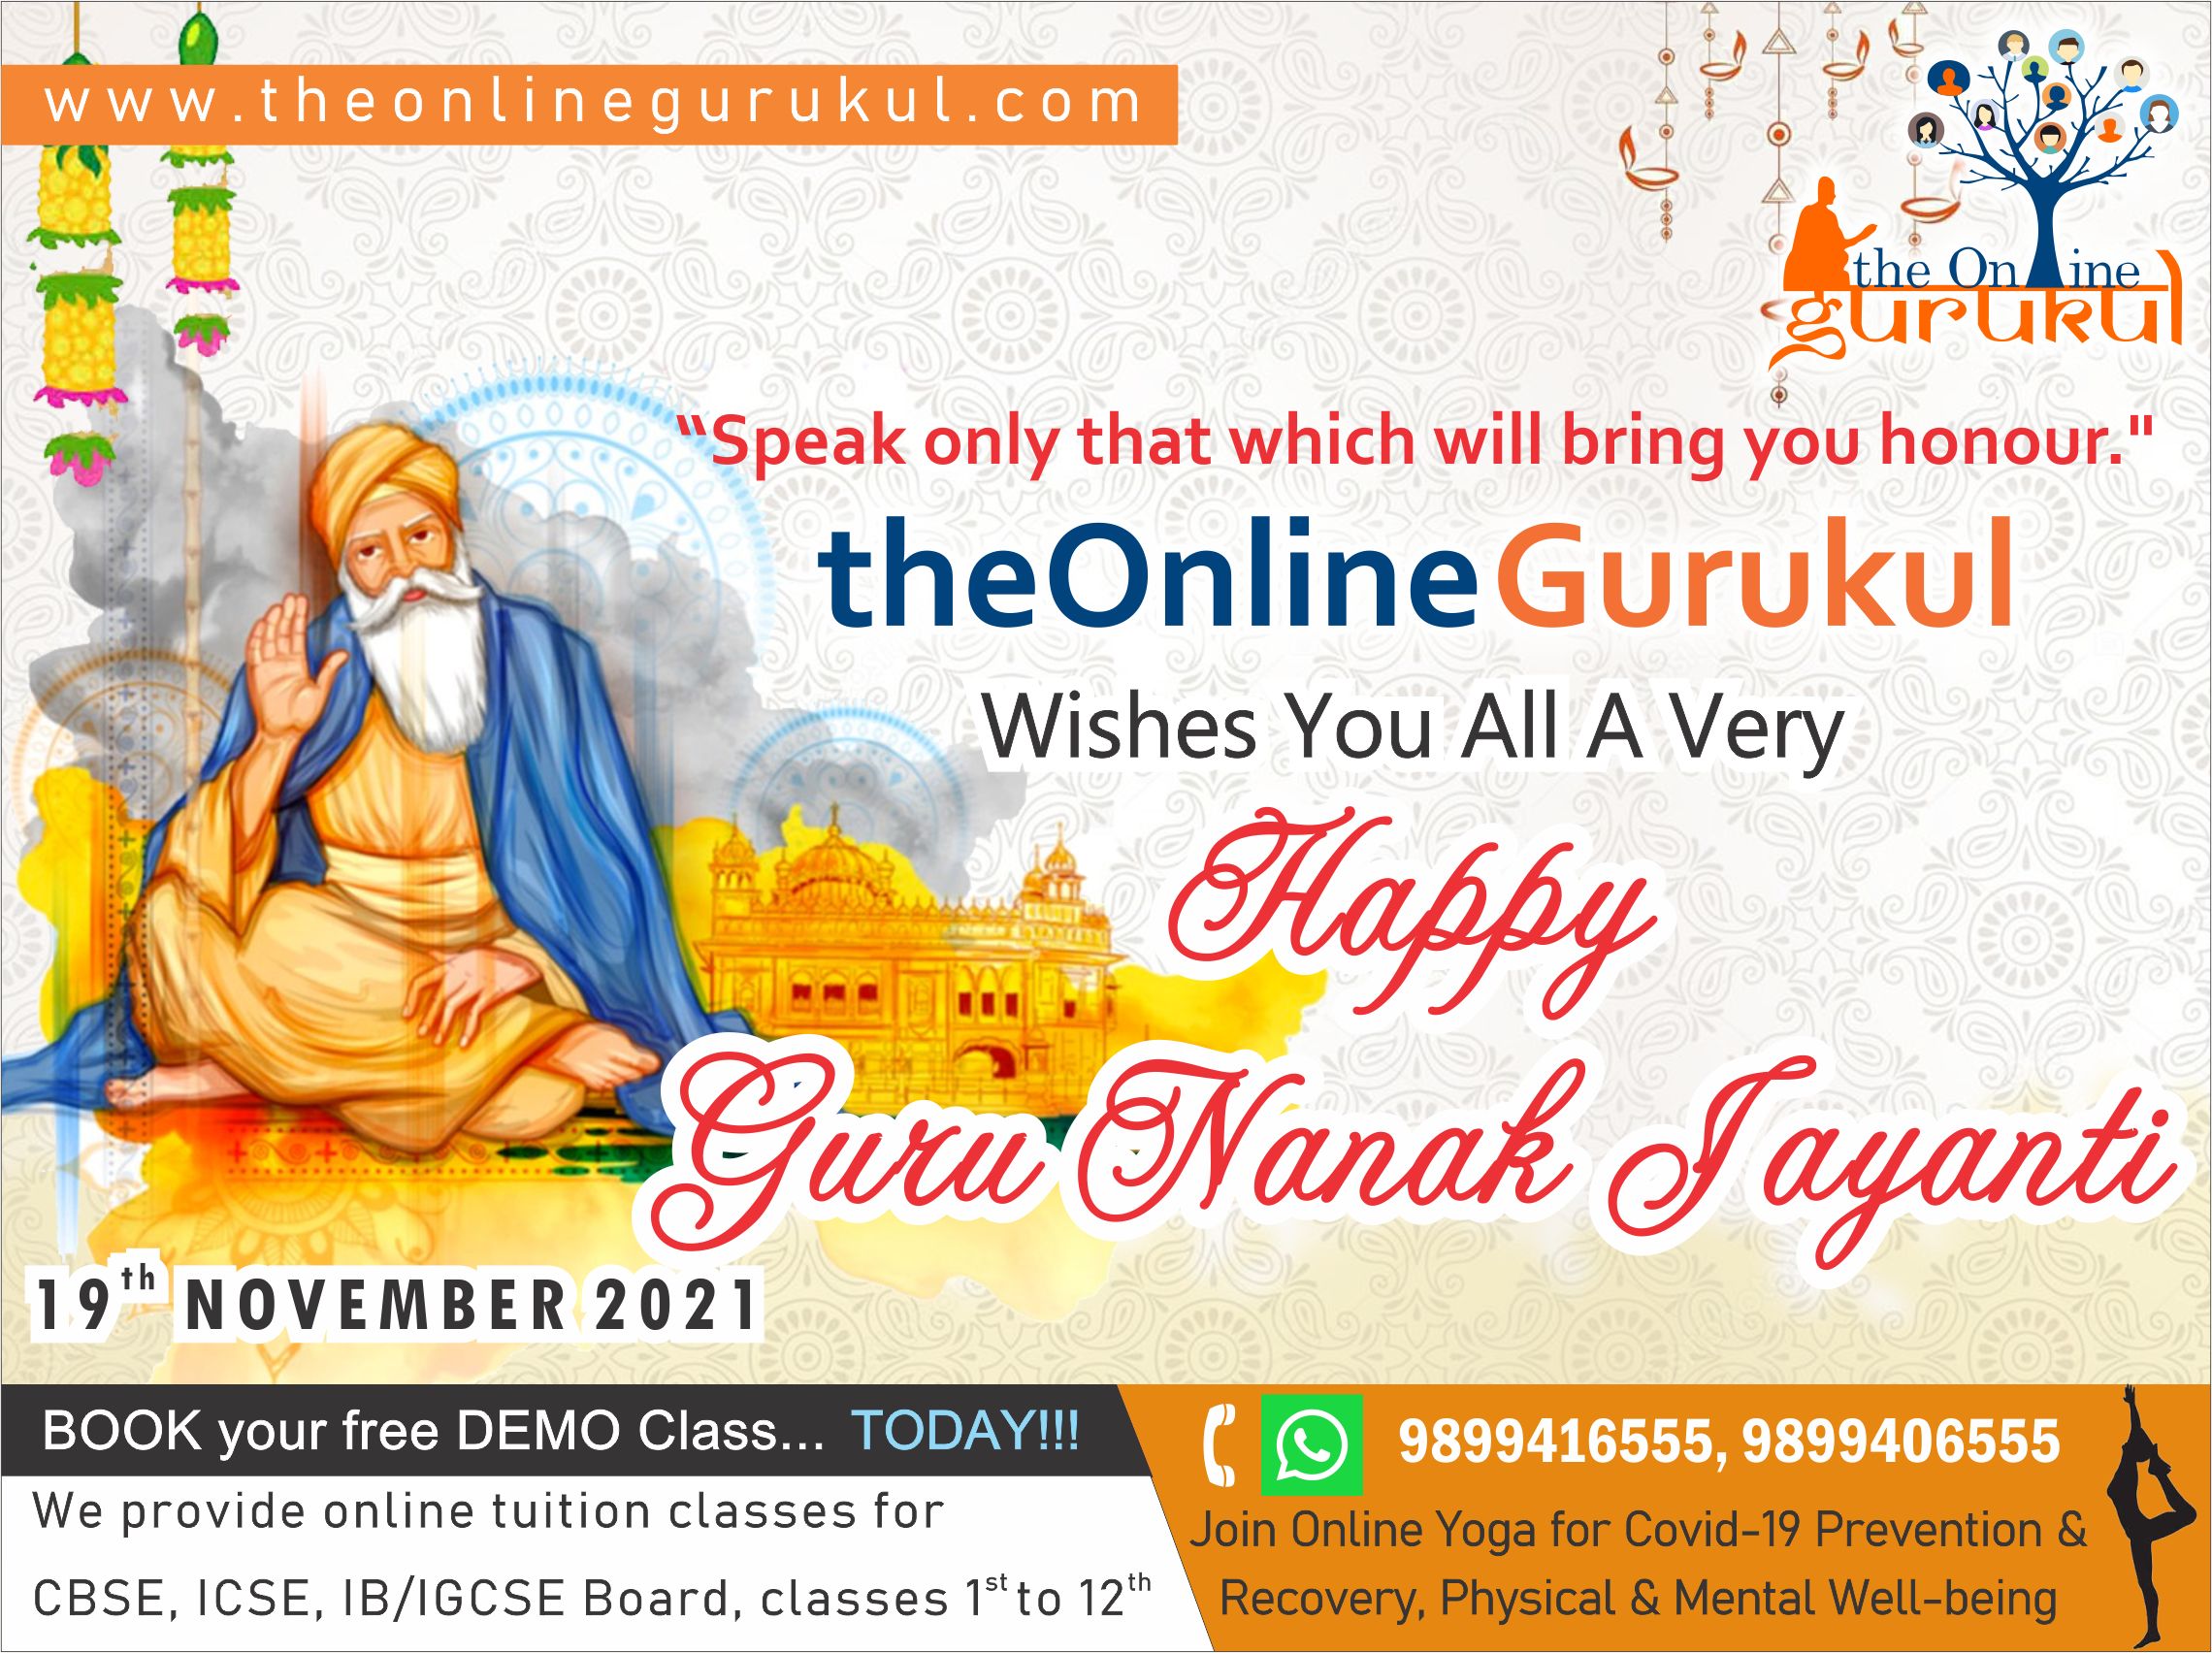 www.theonlinegurukul.com
the Online
gurukul
“Speak only that which will bring you honour."
theOnlineGurukul
Wishes You All A Very
Happy
Guru Nanak Jayanti
19th NOVEMBER 2021
BOOK your free DEMO Class... TODAY!!!
We provide online tuition classes for
CBSE, ICSE, IB/IGCSE Board, classes 1st to 12th
9899416555, 9899406555
Join Online Yoga for Covid-19 Prevention &
Recovery, Physical & Mental Well-being